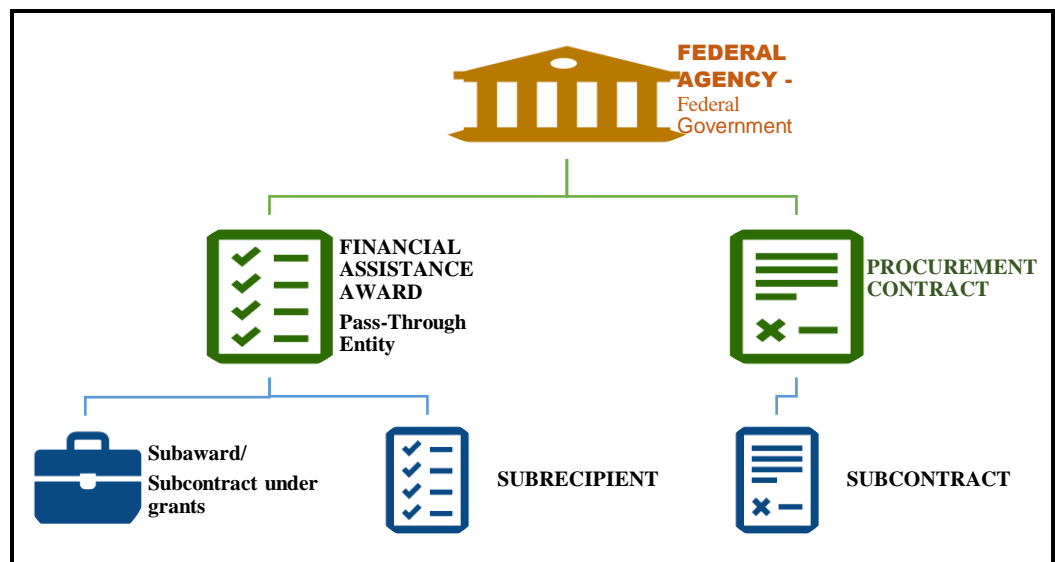 FEDERAL
AGENCY -
Federal
Government
FINANCIAL
ASSISTANCE
AWARD
Pass-Through
Entity
PROCUREMENT
CONTRACT
Subaward/
Subcontract under
grants
SUBRECIPIENT
SUBCONTRACT